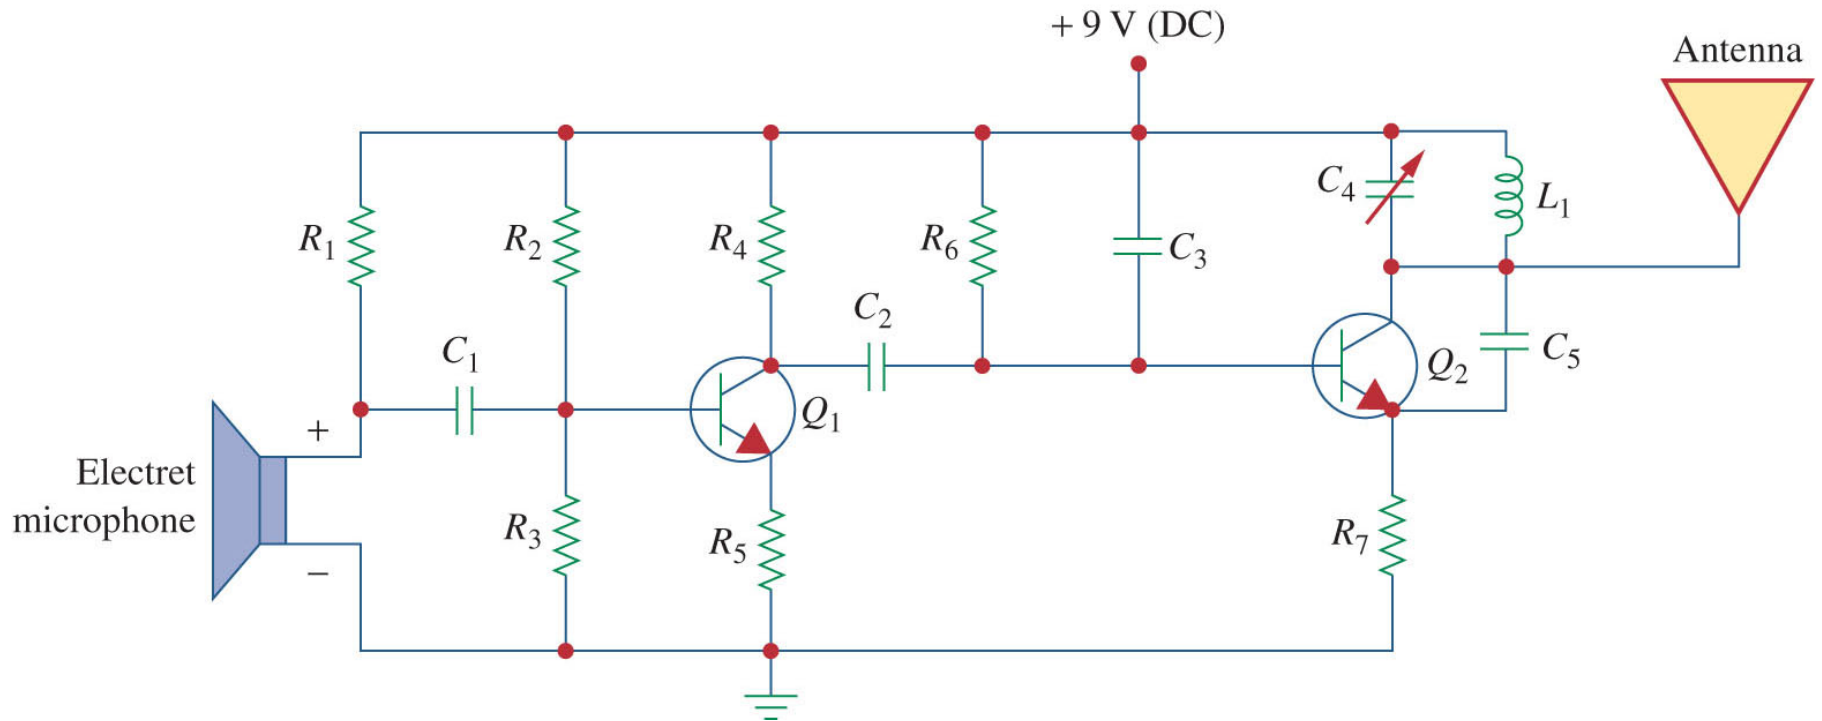 + 9 V (DC)
Antenna
C4
L1
R1
R2
R4
R6
C3
C2
C1
Q2
C5
Q1
+
Electret
microphone
R3
R5
R7
−